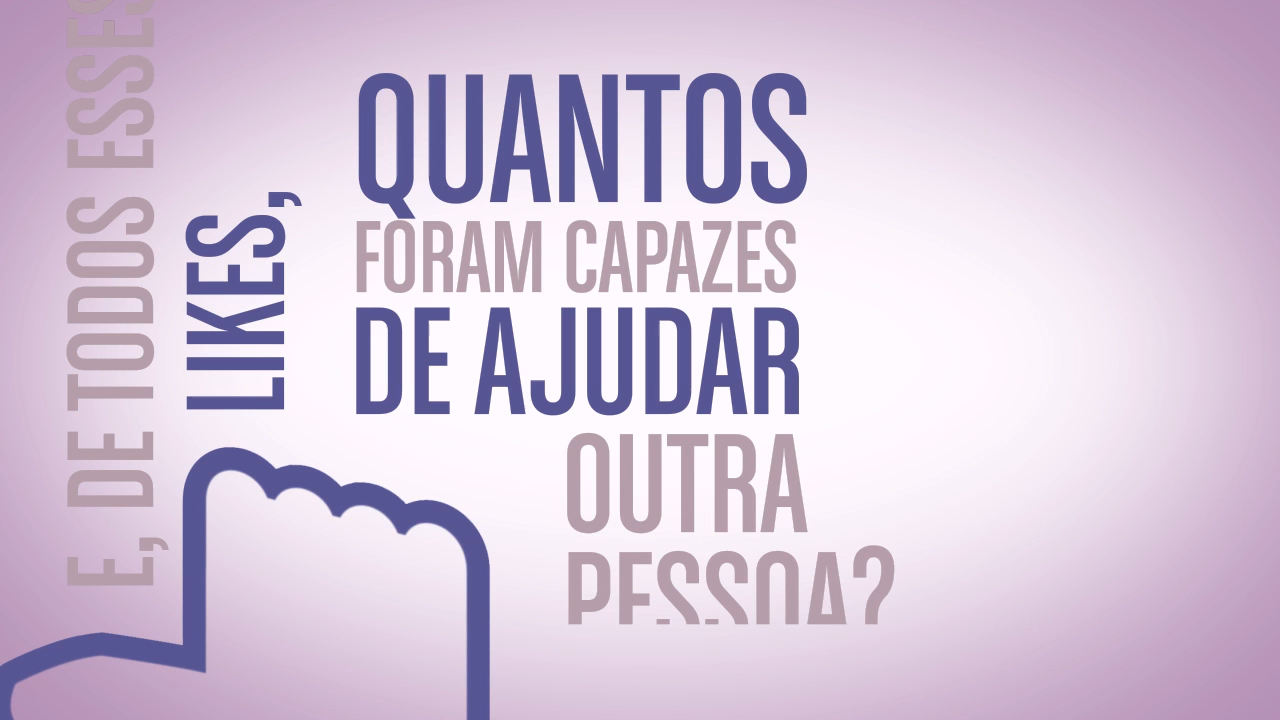 E, DE TODOS ESSES
LIKES,
QUANTOS
FORAM CAPAZES
DE AJUDAR
OUTRA
PESSOA?